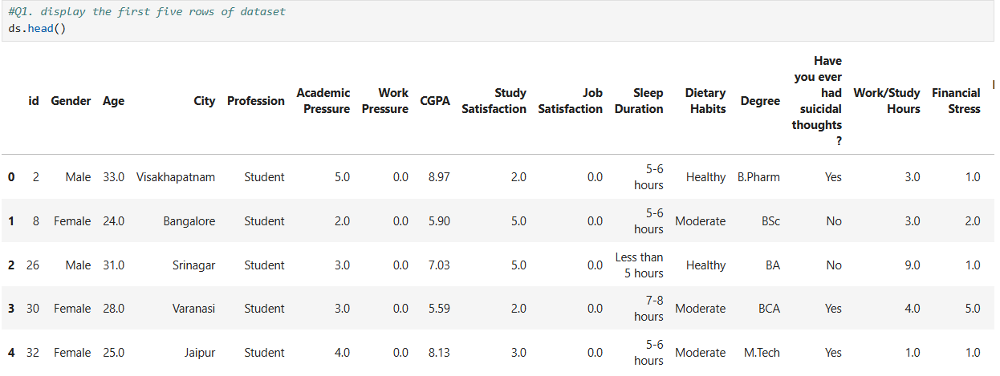 #Q1. display the first five rows of dataset
ds.head()
Have
you ever
had
suicidal
thoughts
?
id Gender Age City Profession Academic Pressure Work Pressure CGPA Study Satisfaction Job Satisfaction Sleep Duration Dietary Habits Degree Work/Study Hours Financial Stress
0 2 Male 33.0 Visakhapatnam Student 5.0 0.0 8.97 2.0 0.0 5-6 hours Healthy B.Pharm Yes 3.0 1.0
1 8 Female 24.0 Bangalore Student 2.0 0.0 5.90 5.0 0.0 5-6 hours Moderate BSc No 3.0 2.0
2 26 Male 31.0 Srinagar Student 3.0 0.0 7.03 5.0 0.0 Less than 5 hours Healthy BA No 9.0 1.0
3 30 Female 28.0 Varanasi Student 3.0 0.0 5.59 2.0 0.0 7-8 hours Moderate BCA Yes 4.0 5.0
4 32 Female 25.0 Jaipur Student 4.0 0.0 8.13 3.0 0.0 5-6 hours Moderate M.Tech Yes 1.0 1.0